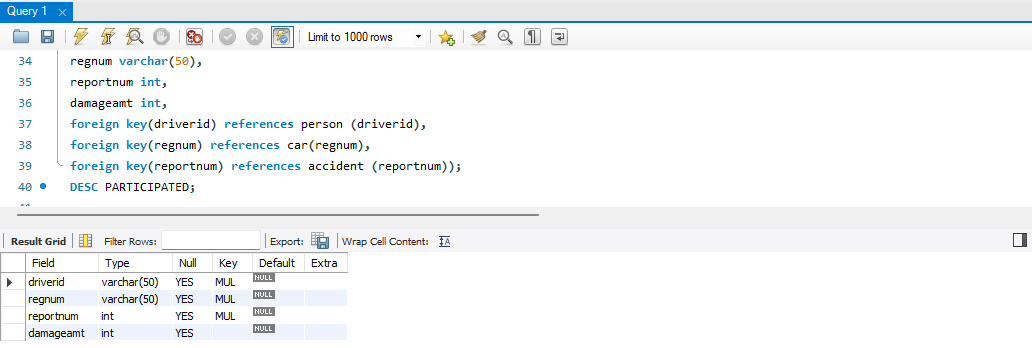 Query 1 ×
Limit to 1000 rows
34 regnum varchar(50),
35 reportnum int,
36 damageamt int,
37 foreign key(driverid) references person (driverid),
38 foreign key(regnum) references car(regnum),
39 foreign key(reportnum) references accident (reportnum));
40 DESC PARTICIPATED;
Result Grid Filter Rows: Export: Wrap Cell Content: IA
Field Type Null Key Default Extra
driverid varchar(50) YES MUL NULL
regnum varchar(50) YES MUL NULL
reportnum int YES MUL NULL
damageamt int YES NULL